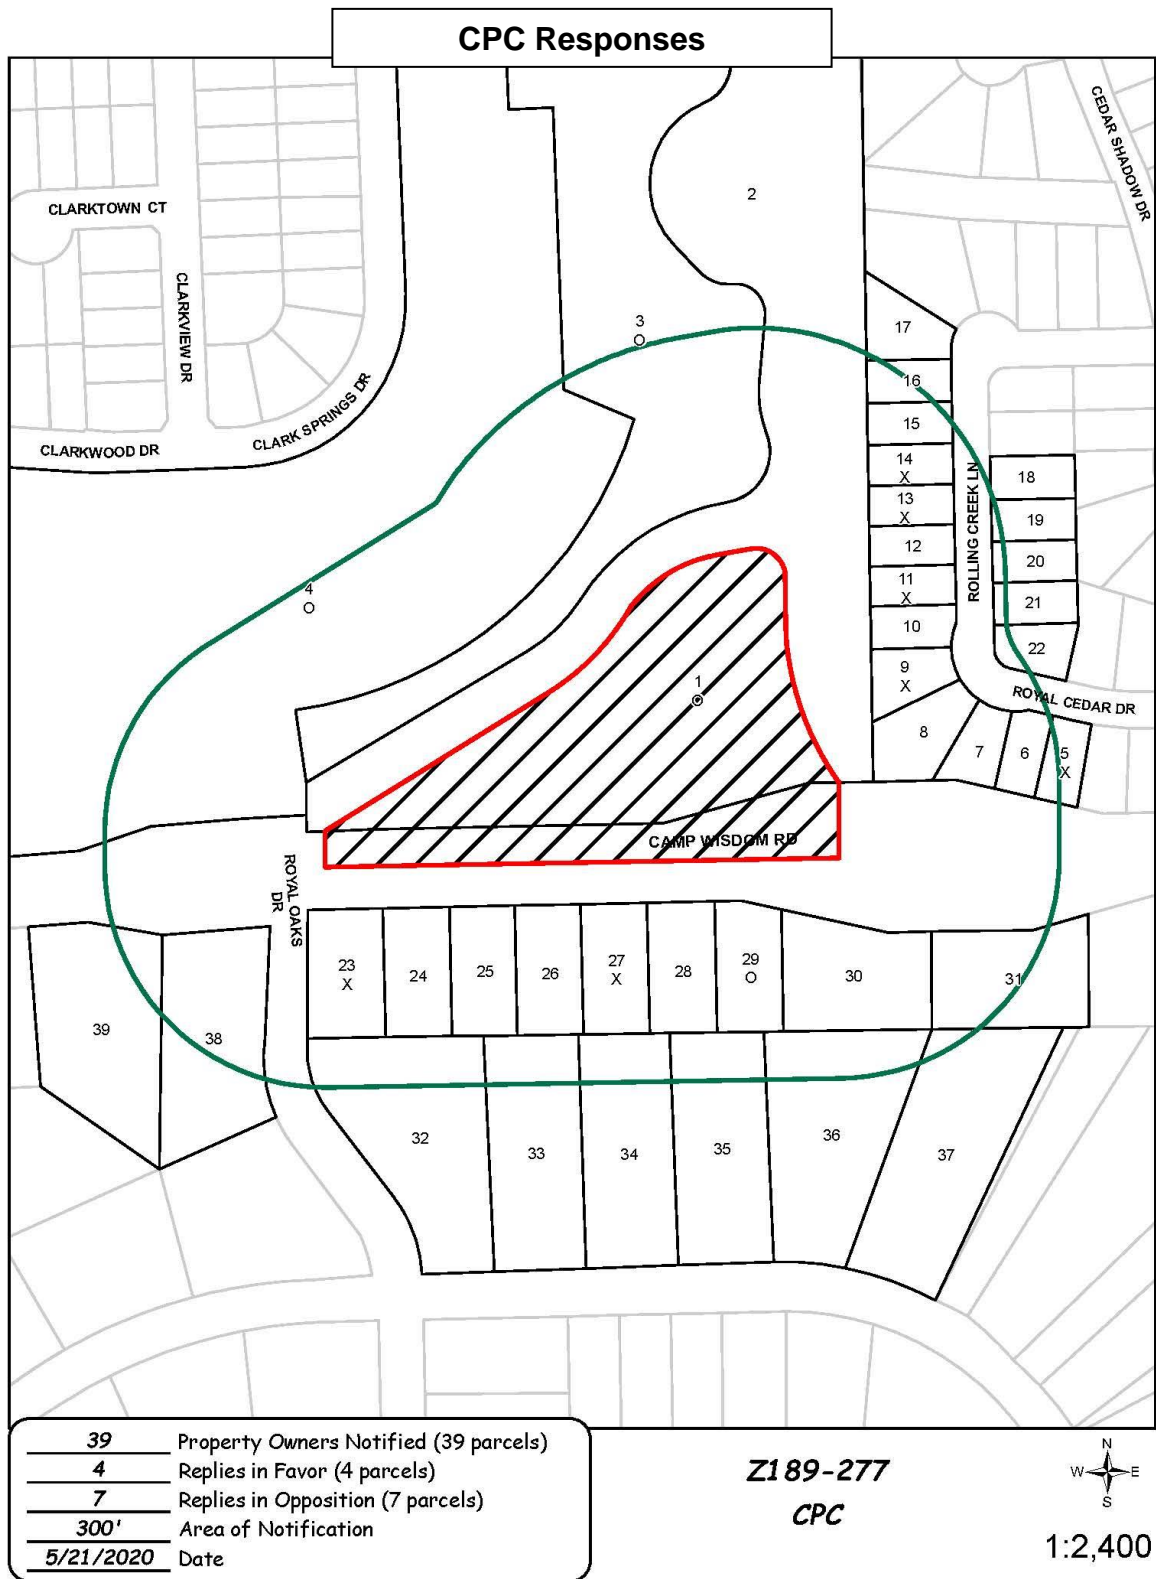 CPC Responses
CEDAR SHADOW DR
CLARKTOWN CT
2
CLARKVIEW DR
3
O
17
16
CLARK SPRINGS DR
15
CLARKWOOD DR
14
X
18
13
X
ROLLING CREEK LN
19
12
20
4
O
11
X
21
10
22
1
9
X
ROYAL CEDAR DR
8
7
6
5
X
CAMP WISDOM RD
ROYAL OAKS
DR
23
X
24
25
26
27
X
28
29
O
30
31
39
38
32
33
34
35
36
37
39 Property Owners Notified (39 parcels)
4 Replies in Favor (4 parcels)
7 Replies in Opposition (7 parcels)
300' Area of Notification
5/21/2020 Date
Z189-277
CPC
N
W E
S
1:2,400